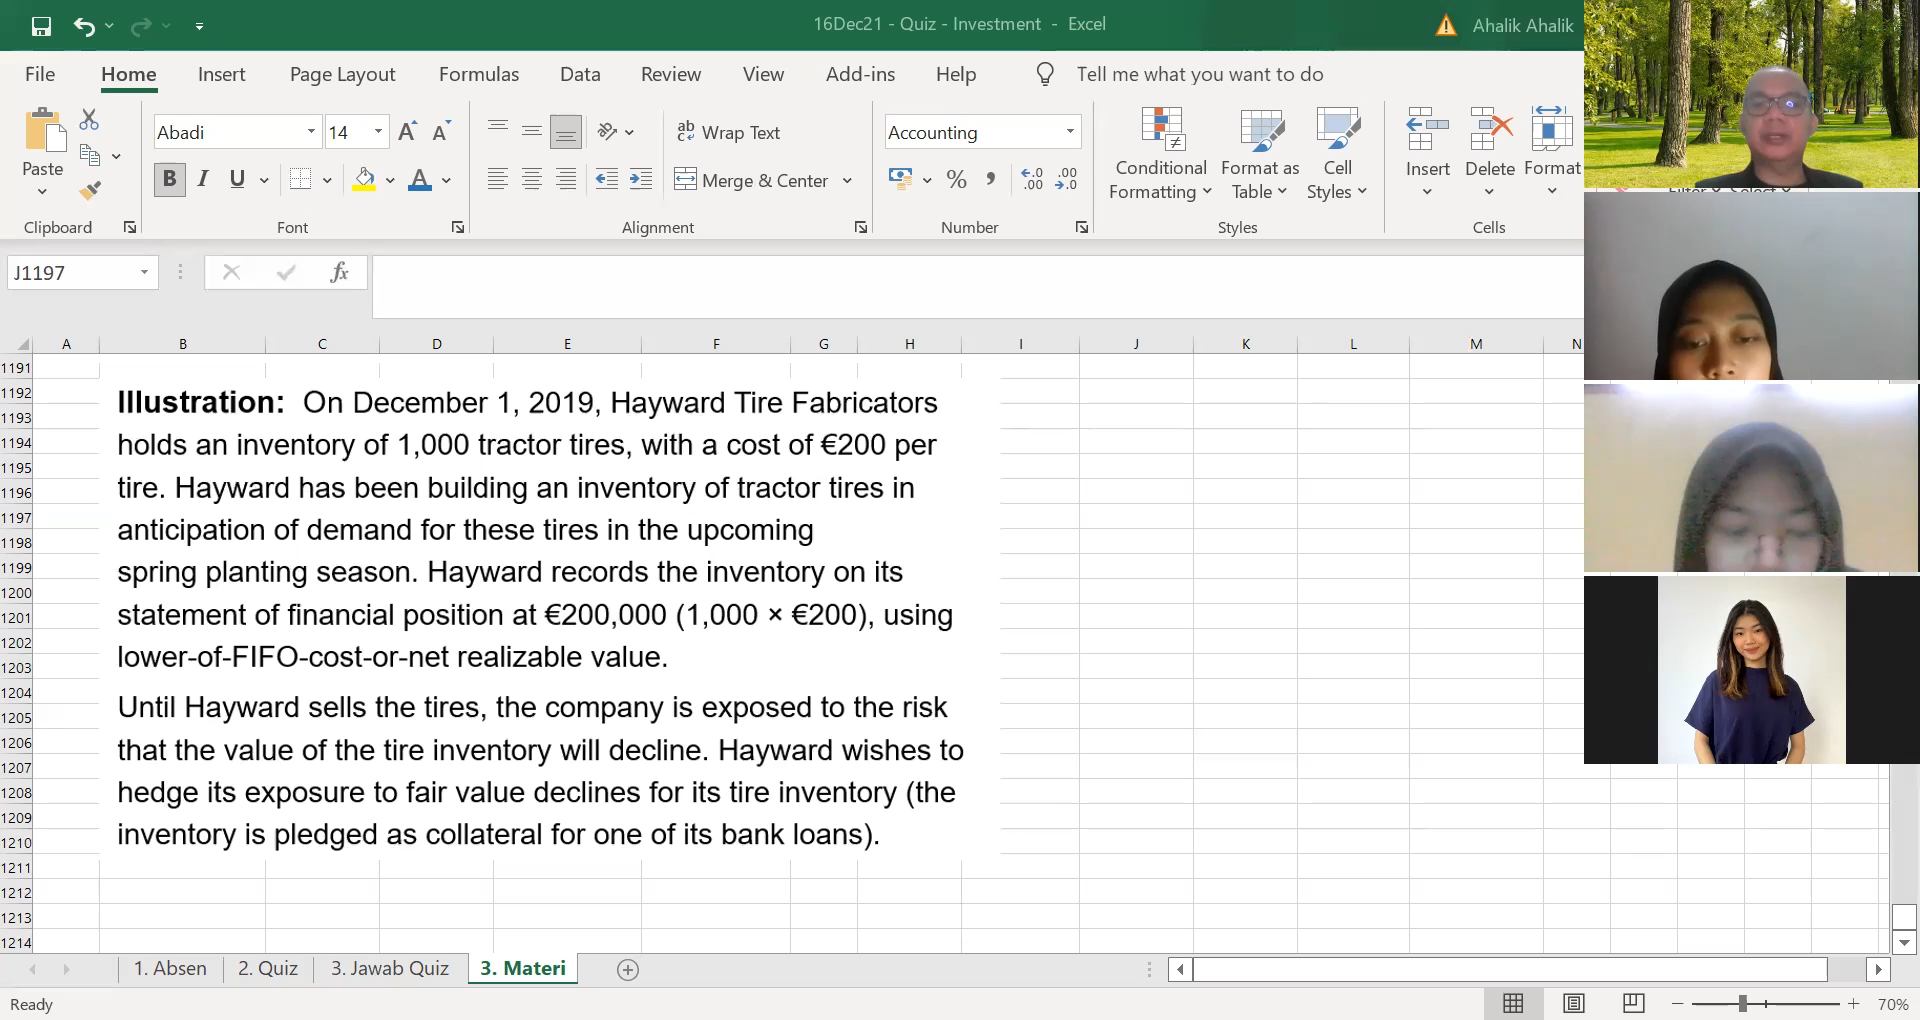 16Dec21 - Quiz - Investment - Excel
Ahalik Ahalik
File Home Insert Page Layout Formulas Data Review View Add-ins Help Tell me what you want to do
Paste
Clipboard
Abadi 14
B I U
Font
ab Wrap Text
Merge & Center
Alignment
Accounting
% ,
Number
Conditional Formatting
Format as Table
Cell Styles
Styles
Insert Delete Format
Cells
J1197
fx
A B C D E F G H I J K L M N
1191
1192
1193
1194
1195
1196
1197
1198
1199
1200
1201
1202
1203
1204
1205
1206
1207
1208
1209
1210
1211
1212
1213
1214
Illustration: On December 1, 2019, Hayward Tire Fabricators
holds an inventory of 1,000 tractor tires, with a cost of €200 per
tire. Hayward has been building an inventory of tractor tires in
anticipation of demand for these tires in the upcoming
spring planting season. Hayward records the inventory on its
statement of financial position at €200,000 (1,000 × €200), using
lower-of-FIFO-cost-or-net realizable value.
Until Hayward sells the tires, the company is exposed to the risk
that the value of the tire inventory will decline. Hayward wishes to
hedge its exposure to fair value declines for its tire inventory (the
inventory is pledged as collateral for one of its bank loans).
1. Absen 2. Quiz 3. Jawab Quiz 3. Materi
Ready
70%